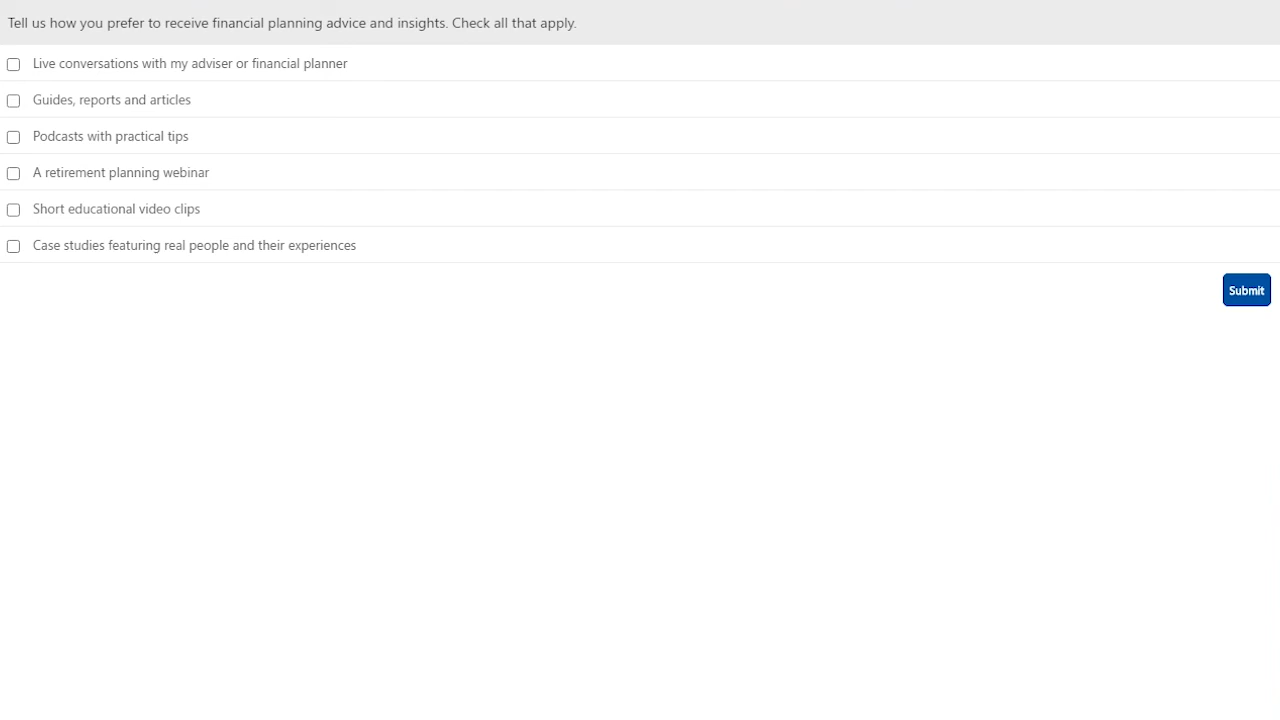 Tell us how you prefer to receive financial planning advice and insights. Check all that apply.
Live conversations with my adviser or financial planner
Guides, reports and articles
Podcasts with practical tips
A retirement planning webinar
Short educational video clips
Case studies featuring real people and their experiences
Submit